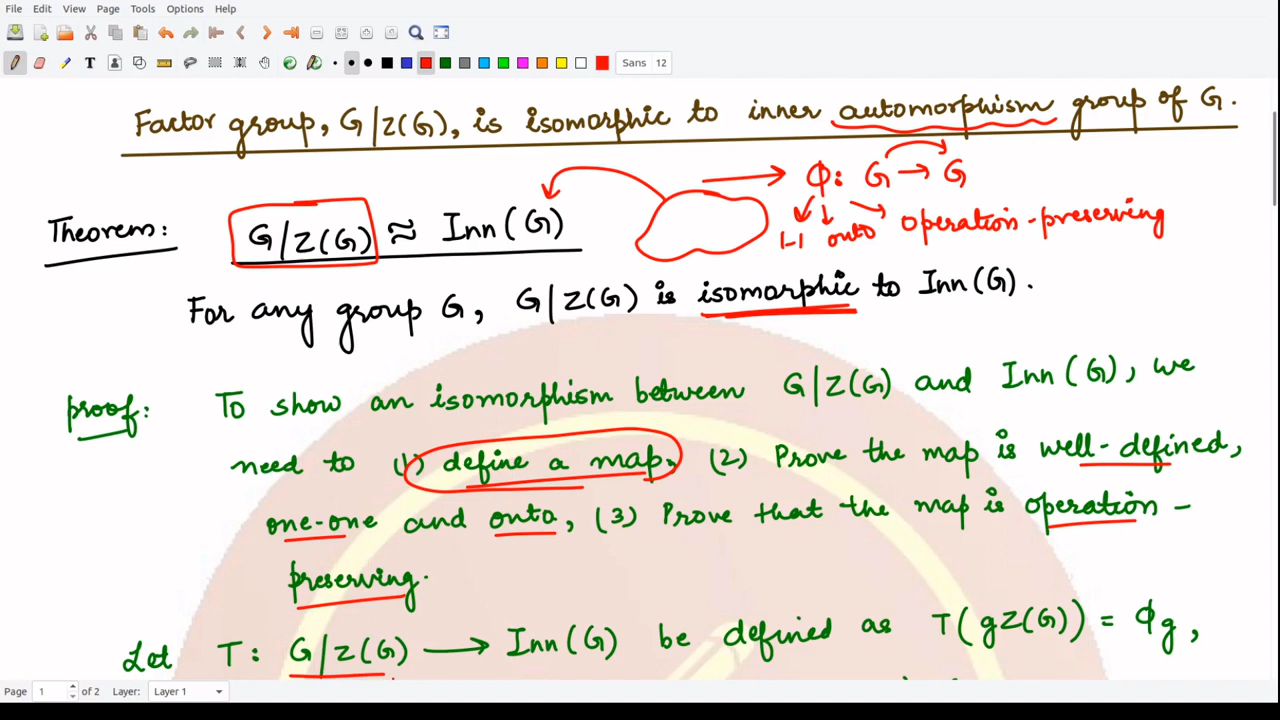 File Edit View Page Journal Tools Options Help
Sans 12
Factor group, G/Z(G), is isomorphic to inner automorphism group of G.
Φ: G → G
1-1 onto operation-preserving
Theorem: G/Z(G) ≈ Inn(G)
For any group G, G/Z(G) is isomorphic to Inn(G).
proof: To show an isomorphism between G/Z(G) and Inn(G), we
need to (1) define a map, (2) Prove the map is well-defined,
one-one and onto, (3) Prove that the map is operation-
preserving.
Let T: G/Z(G) ⟶ Inn(G) be defined as T(gZ(G)) = Φg,
Page 1 of 2 Layer: Layer 1